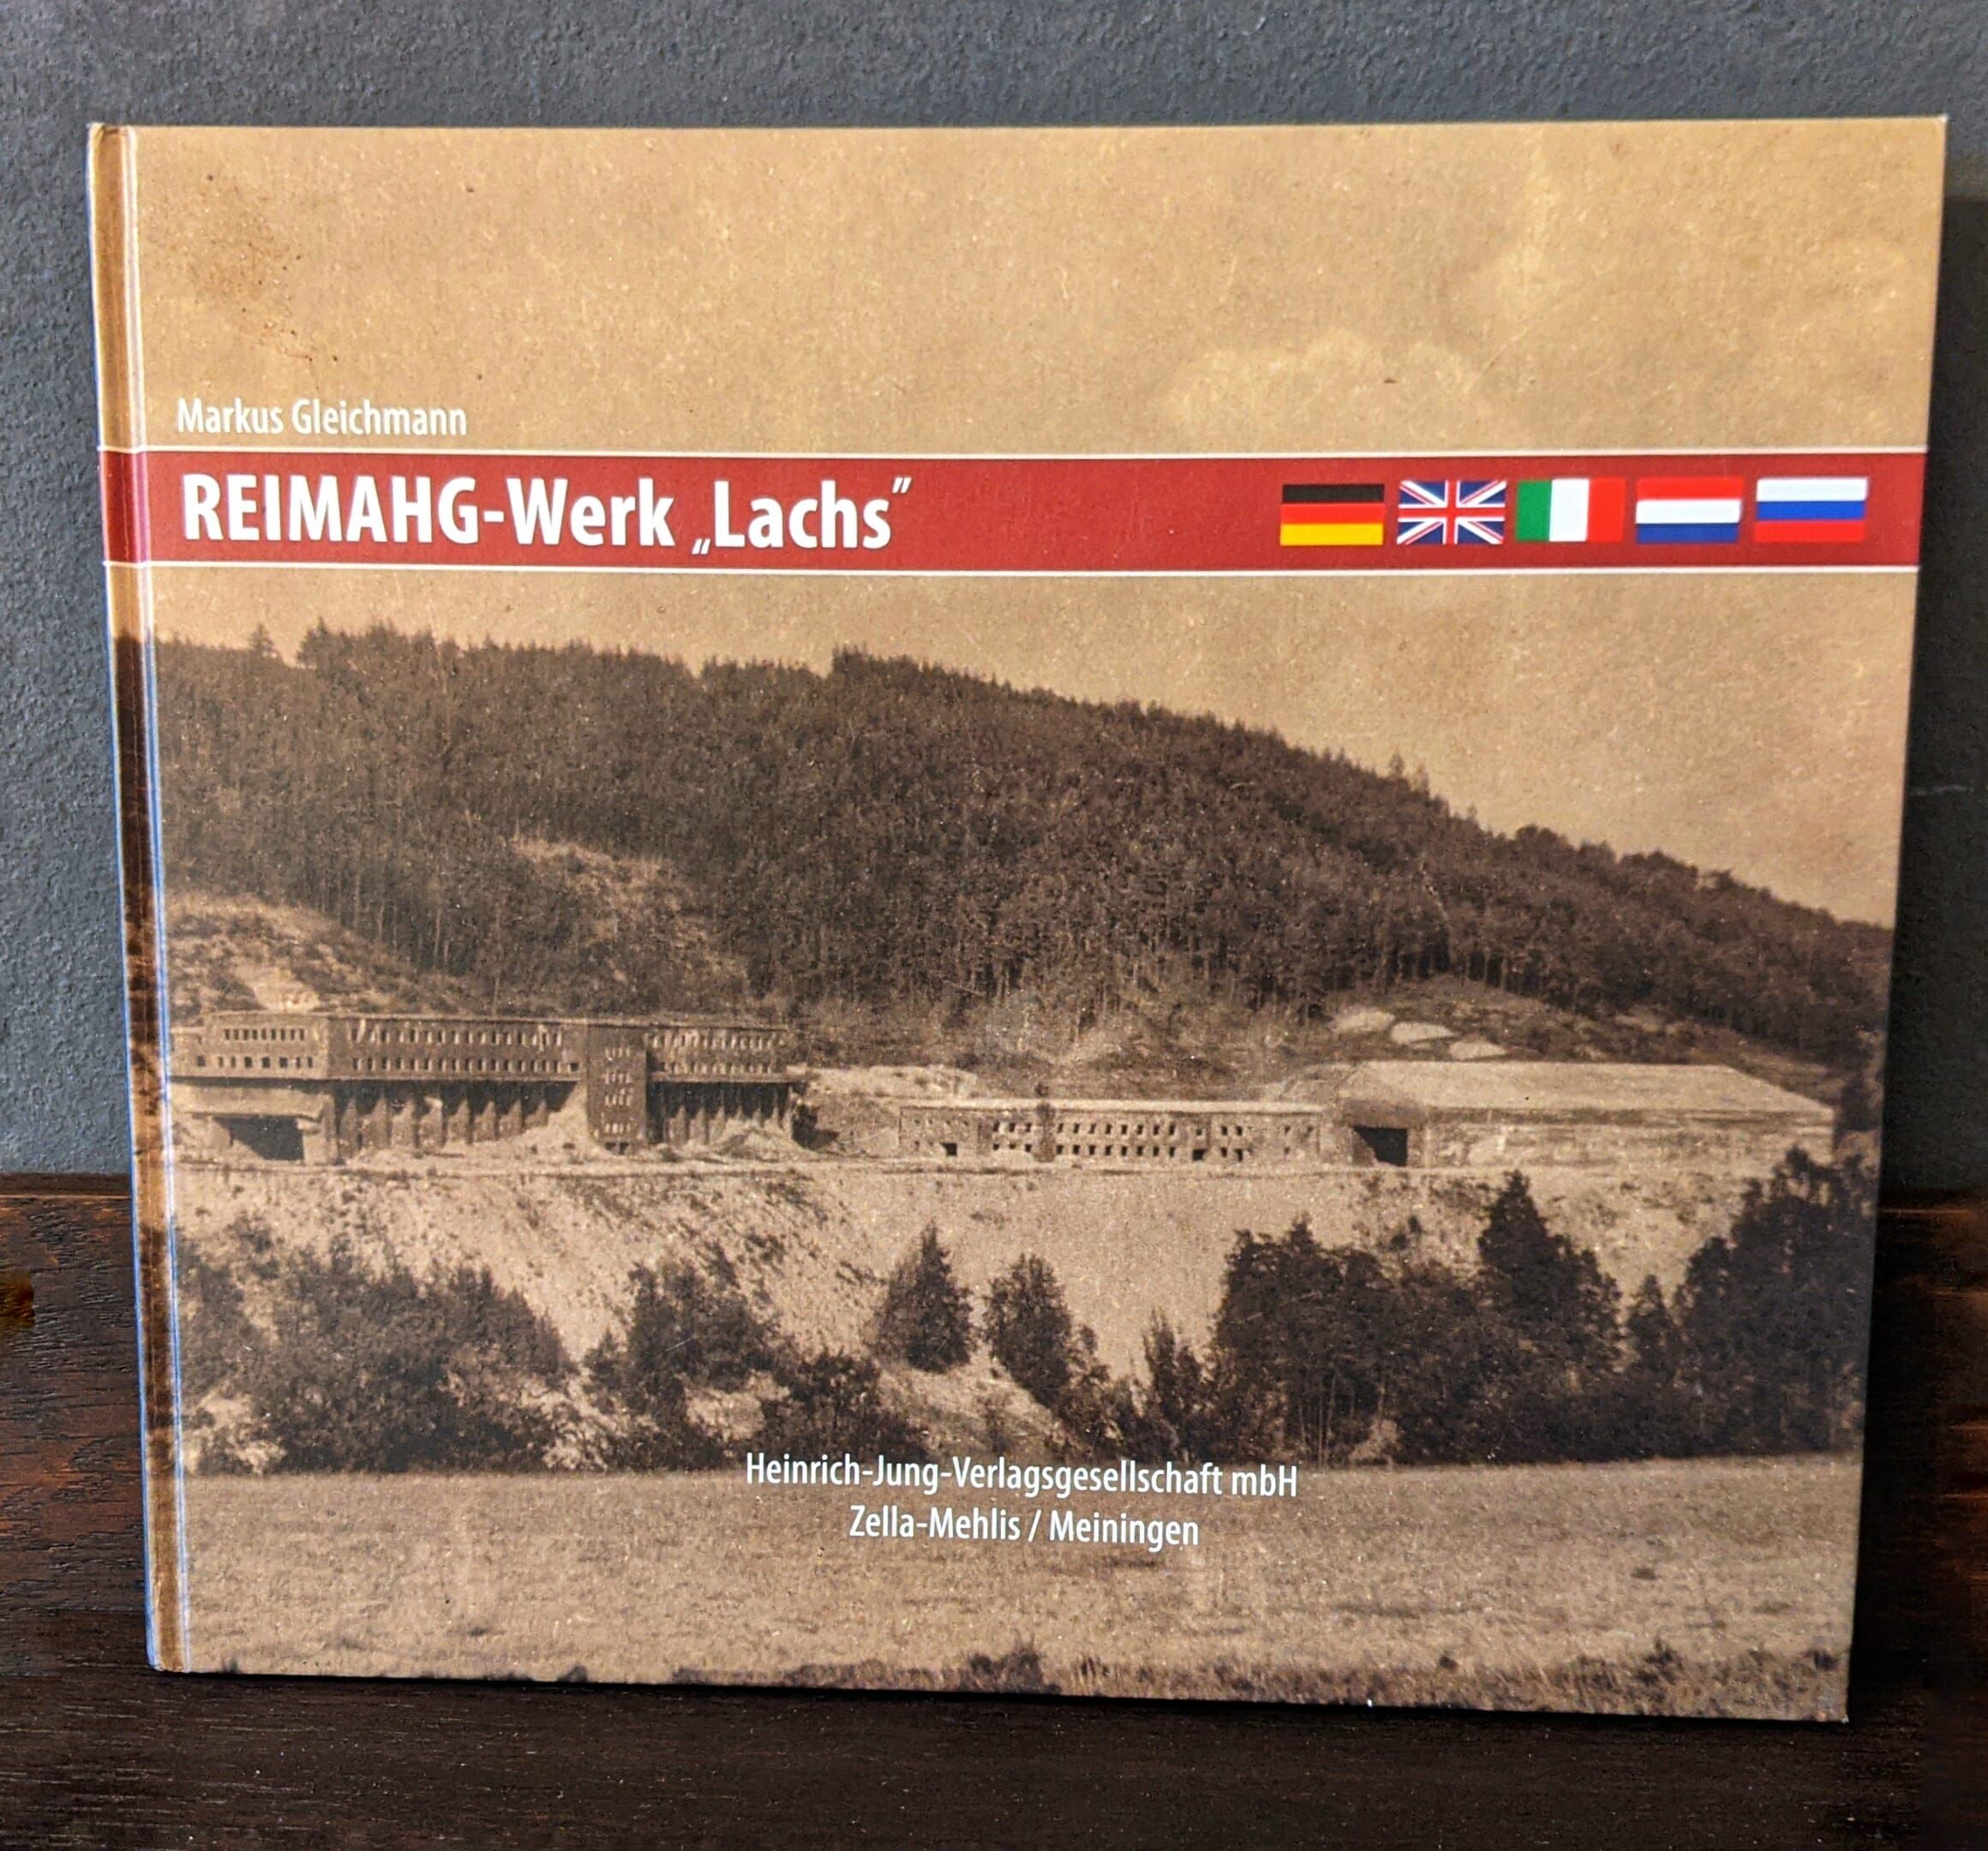 Markus Gleichmann
REIMAHG-Werk „Lachs”
Heinrich-Jung-Verlagsgesellschaft mbH
Zella-Mehlis / Meiningen